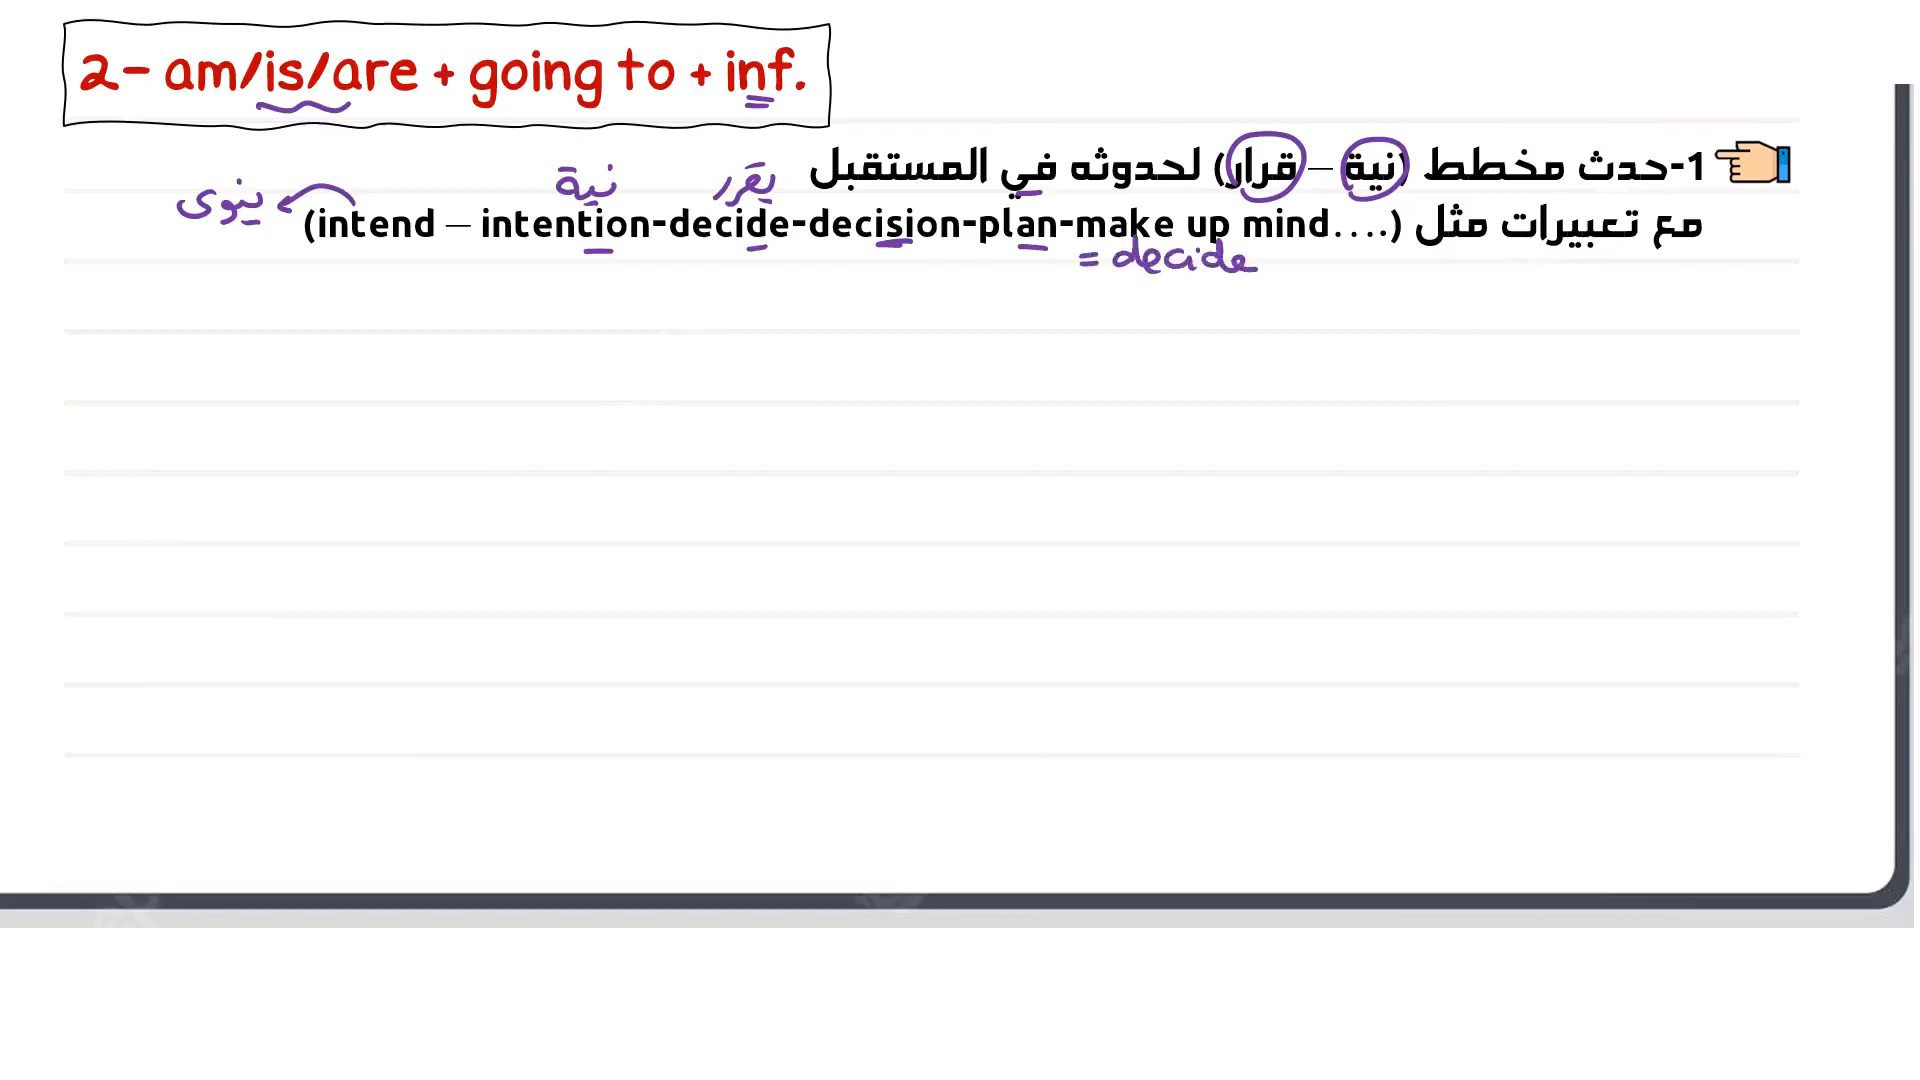 2- am/is/are + going to + inf.
1-حدث مخطط (نية – قرار) لحدوثه في المستقبل
ينوى نية يقرر
مع تعبيرات مثل (intend – intention-decide-decision-plan-make up mind....)
= decide